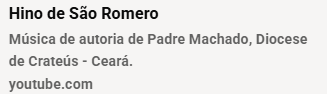 Hino de São Romero
Música de autoria de Padre Machado, Diocese
de Crateús - Ceará.
youtube.com